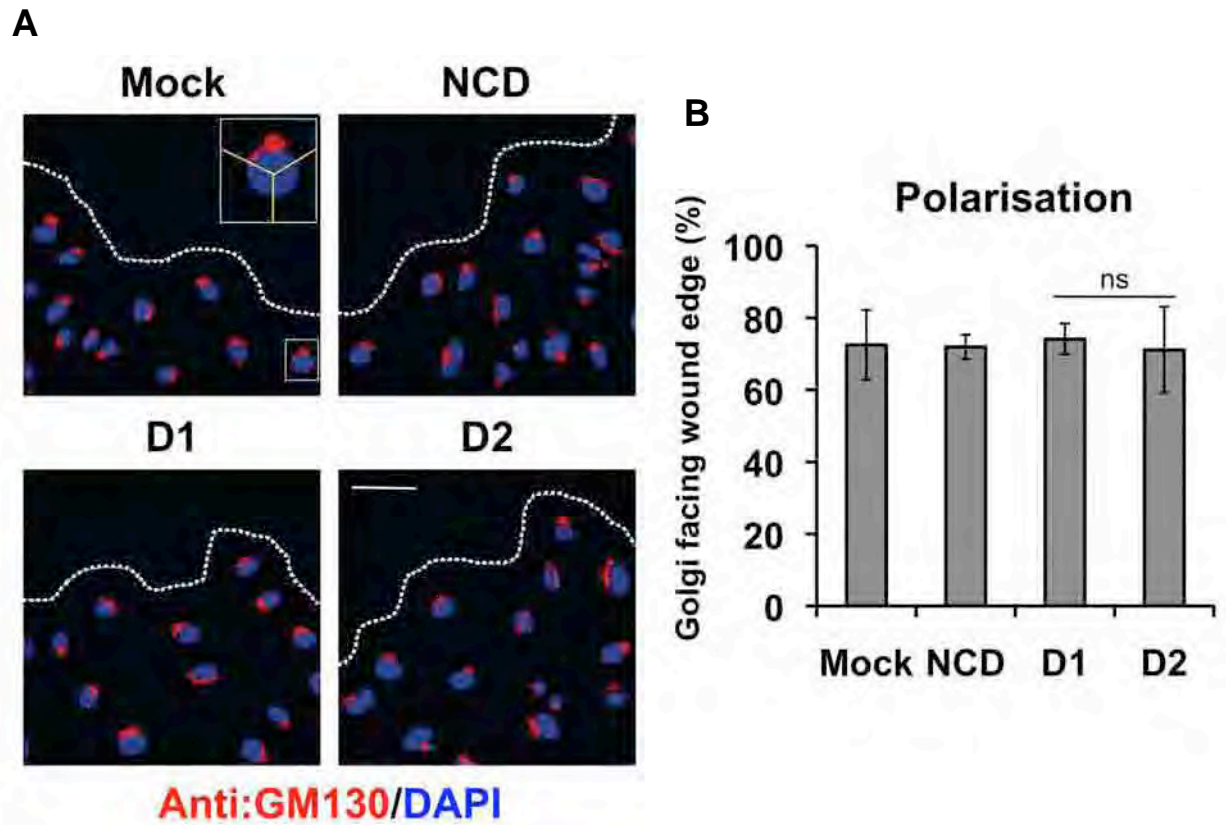 A
Mock
NCD
D1
D2
Anti:GM130/DAPI
B
Polarisation
Golgi facing wound edge (%)
100
80
60
40
20
0
ns
Mock NCD D1 D2